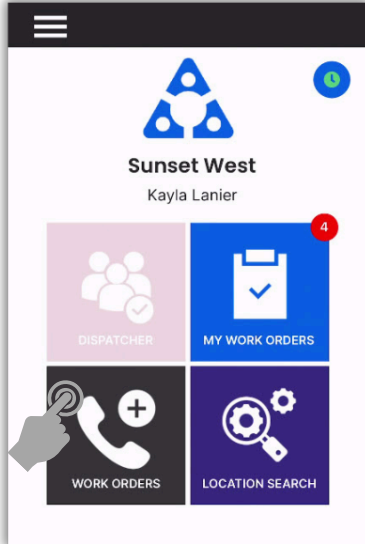 Sunset West
Kayla Lanier
4
DISPATCHER
MY WORK ORDERS
WORK ORDERS
LOCATION SEARCH